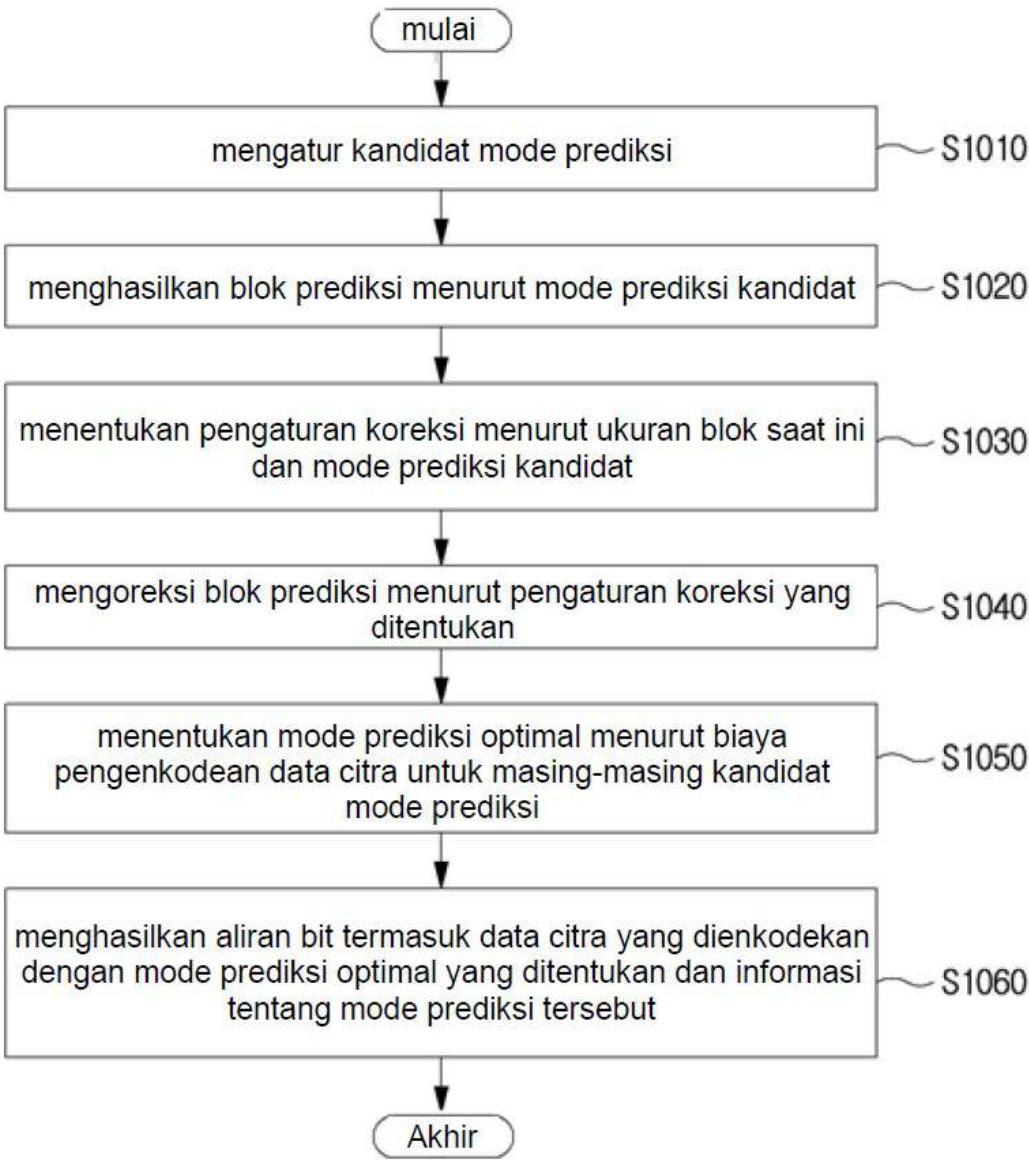 mulai
mengatur kandidat mode prediksi
S1010
menghasilkan blok prediksi menurut mode prediksi kandidat
S1020
menentukan pengaturan koreksi menurut ukuran blok saat ini
dan mode prediksi kandidat
S1030
mengoreksi blok prediksi menurut pengaturan koreksi yang
ditentukan
S1040
menentukan mode prediksi optimal menurut biaya
pengenkodean data citra untuk masing-masing kandidat
mode prediksi
S1050
menghasilkan aliran bit termasuk data citra yang dienkodekan
dengan mode prediksi optimal yang ditentukan dan informasi
tentang mode prediksi tersebut
S1060
Akhir